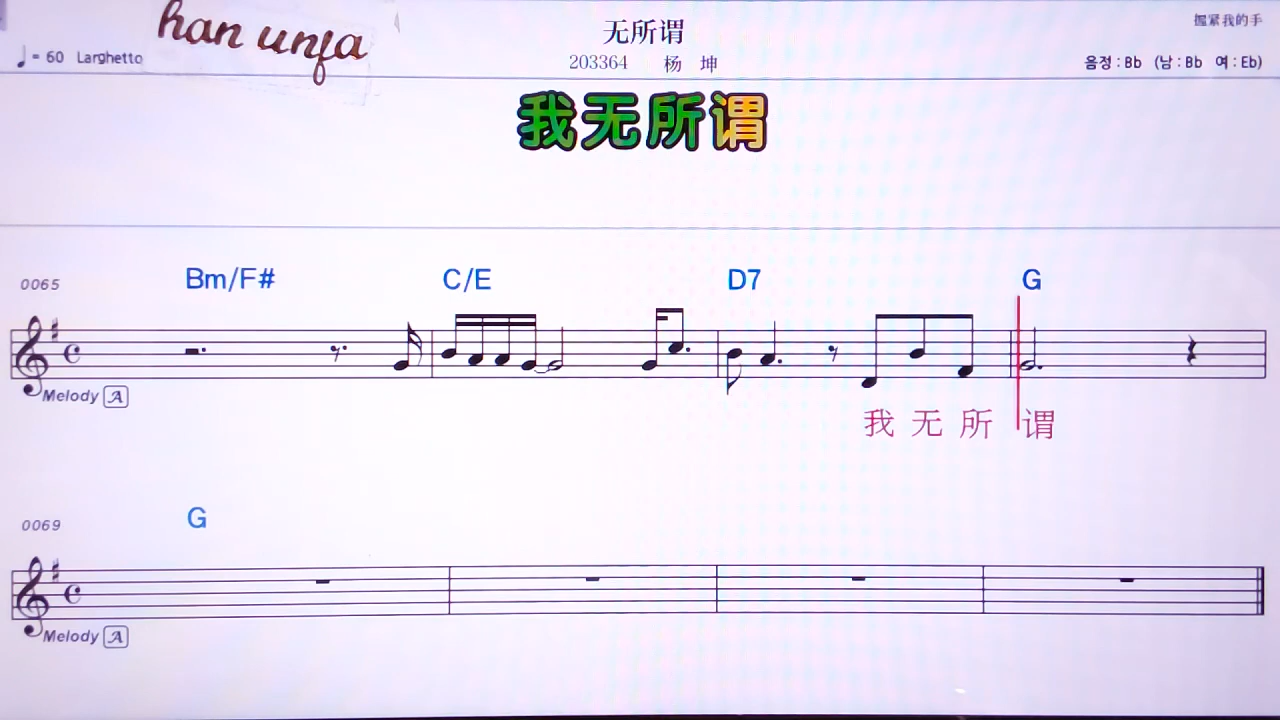 han unfa
无所谓
握紧我的手
♩= 60 Larghetto
203364 杨 坤
음정 : Bb (남 : Bb 여 : Eb)
我无所谓
0065 Bm/F# C/E D7 G
Melody A
我 无 所 谓
0069 G
Melody A